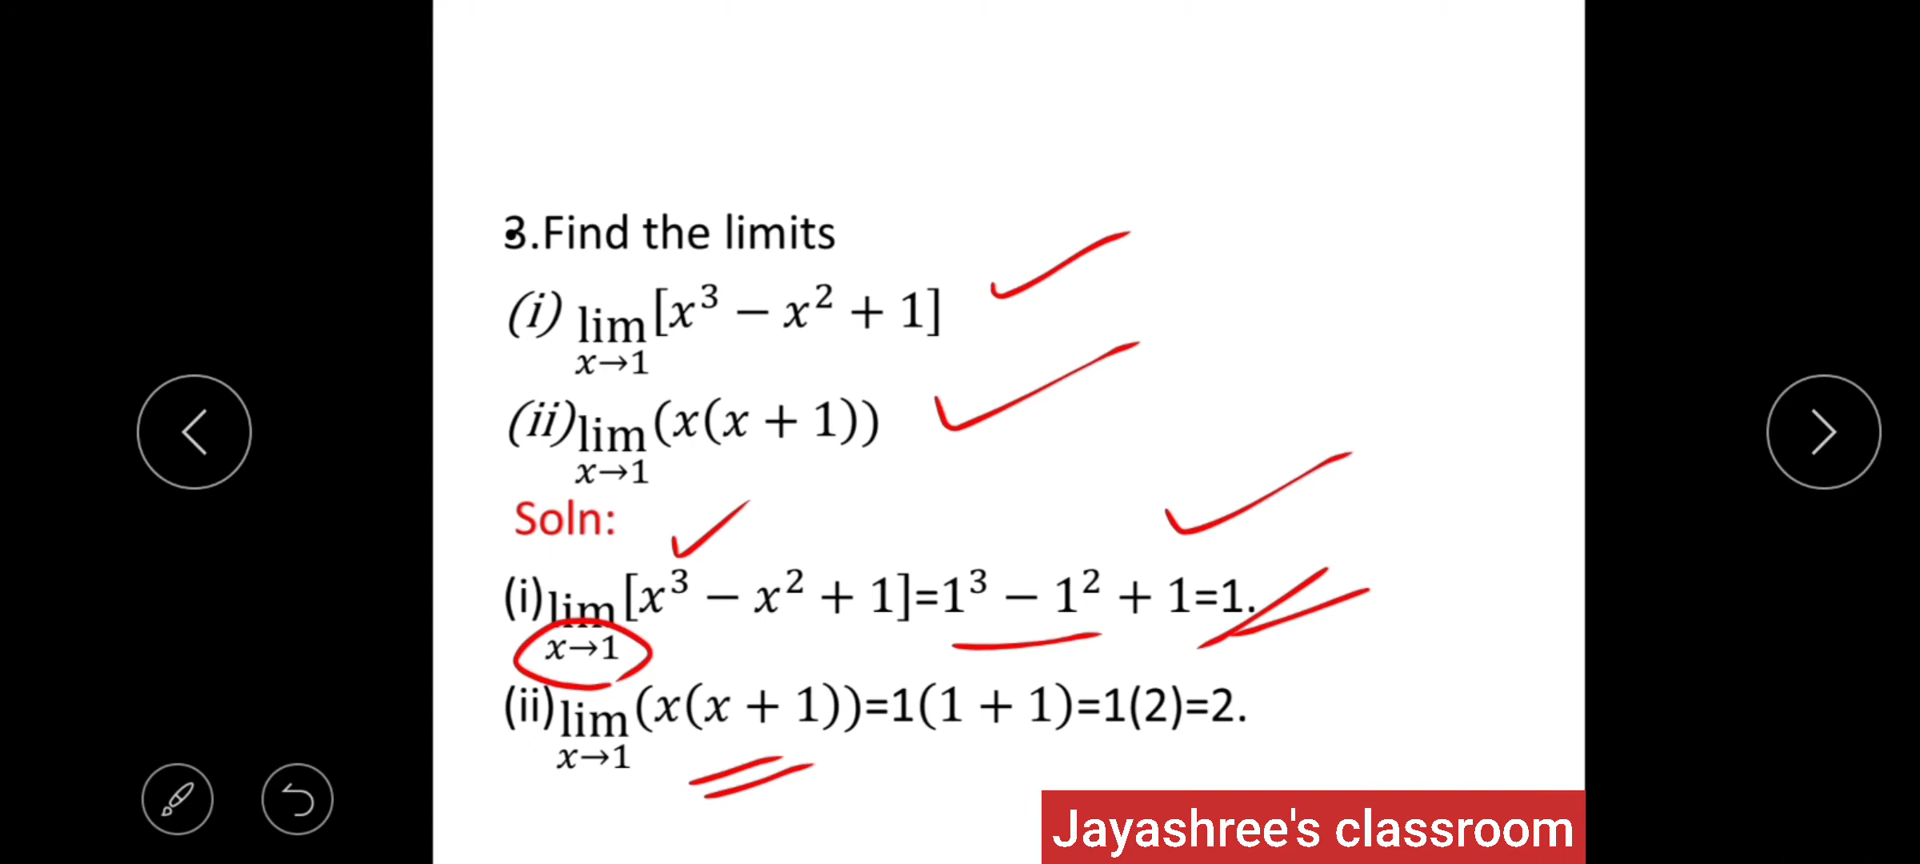 3.Find the limits
(i) lim x→1 [x³ − x² + 1]
(ii) lim x→1 (x(x + 1))
Soln:
(i) lim x→1 [x³ − x² + 1]=1³ − 1² + 1=1.
(ii) lim x→1 (x(x + 1))=1(1 + 1)=1(2)=2.
Jayashree's classroom